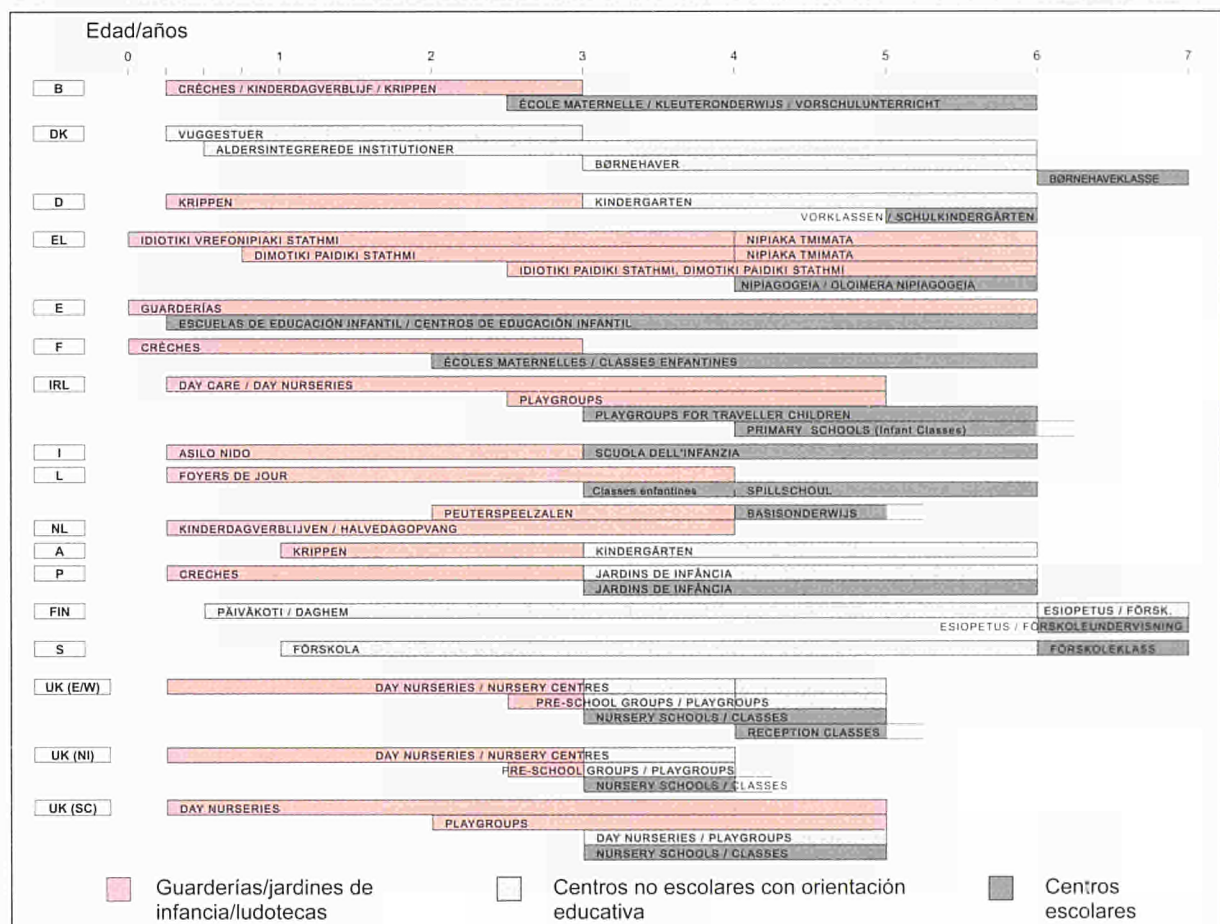 Edad/años
0 1 2 3 4 5 6 7
B CRÈCHES / KINDERDAGVERBLIJF / KRIPPEN
ÉCOLE MATERNELLE / KLEUTERONDERWIJS / VORSCHULUNTERRICHT
DK VUGGESTUER
ALDERSINTEGREREDE INSTITUTIONER
BØRNEHAVER
BØRNEHAVEKLASSE
D KRIPPEN KINDERGARTEN
VORKLASSEN / SCHULKINDERGÄRTEN
EL IDIOTIKI VREFONIPIAKI STATHMI NIPIAKA TMIMATA
DIMOTIKI PAIDIKI STATHMI NIPIAKA TMIMATA
IDIOTIKI PAIDIKI STATHMI, DIMOTIKI PAIDIKI STATHMI
NIPIAGOGEIA / OLOIMERA NIPIAGOGEIA
E GUARDERÍAS
ESCUELAS DE EDUCACIÓN INFANTIL / CENTROS DE EDUCACIÓN INFANTIL
F CRÈCHES
ÉCOLES MATERNELLES / CLASSES ENFANTINES
IRL DAY CARE / DAY NURSERIES
PLAYGROUPS
PLAYGROUPS FOR TRAVELLER CHILDREN
PRIMARY SCHOOLS (Infant Classes)
I ASILO NIDO SCUOLA DELL'INFANZIA
L FOYERS DE JOUR
Classes enfantines SPILLSCHOUL
PEUTERSPEELZALEN BASISONDERWIJS
NL KINDERDAGVERBLIJVEN / HALVEDAGOPVANG
A KRIPPEN KINDERGÄRTEN
P CRECHES JARDINS DE INFÂNCIA
JARDINS DE INFÂNCIA
FIN PÄIVÄKOTI / DAGHEM ESIOPETUS / FÖRSK.
ESIOPETUS / FÖRSKOLEUNDERVISNING
S FÖRSKOLA FÖRSKOLEKLASS
UK (E/W) DAY NURSERIES / NURSERY CENTRES
PRE-SCHOOL GROUPS / PLAYGROUPS
NURSERY SCHOOLS / CLASSES
RECEPTION CLASSES
UK (NI) DAY NURSERIES / NURSERY CENTRES
PRE-SCHOOL GROUPS / PLAYGROUPS
NURSERY SCHOOLS / CLASSES
UK (SC) DAY NURSERIES
PLAYGROUPS
DAY NURSERIES / PLAYGROUPS
NURSERY SCHOOLS / CLASSES
Guarderías/jardines de Centros no escolares con orientación Centros
infancia/ludotecas educativa escolares